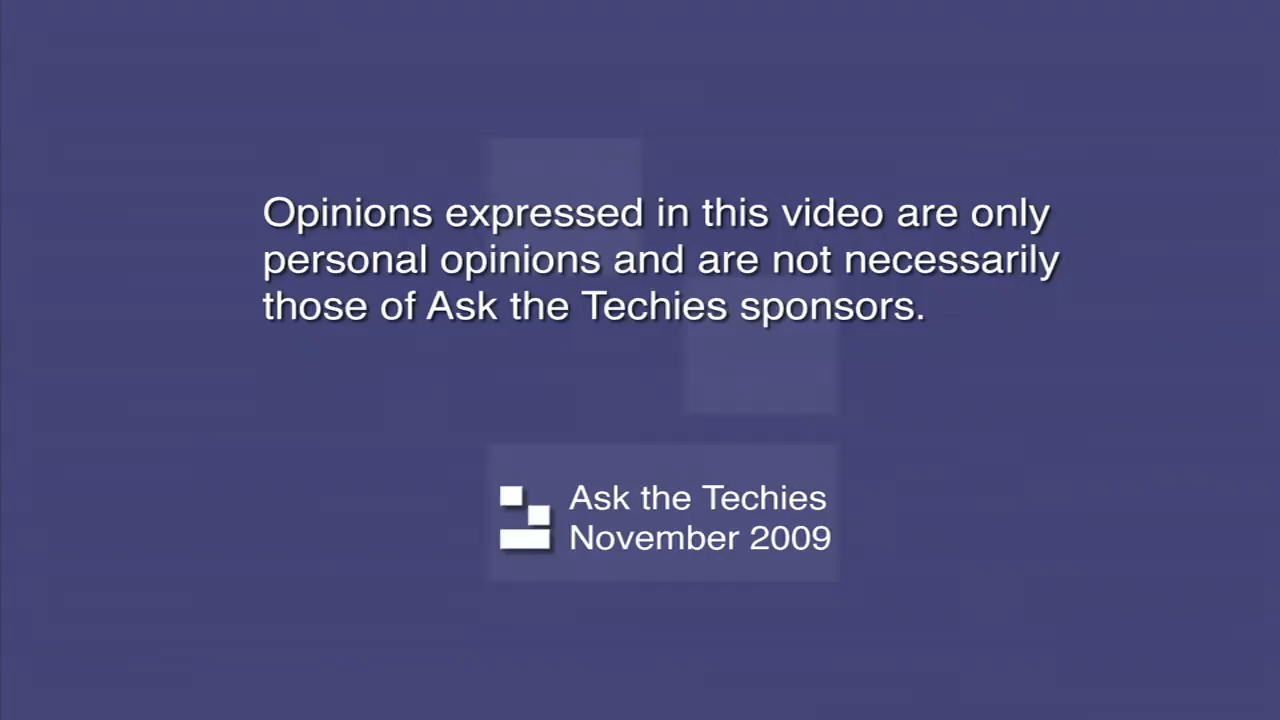 Opinions expressed in this video are only
personal opinions and are not necessarily
those of Ask the Techies sponsors.
Ask the Techies
November 2009